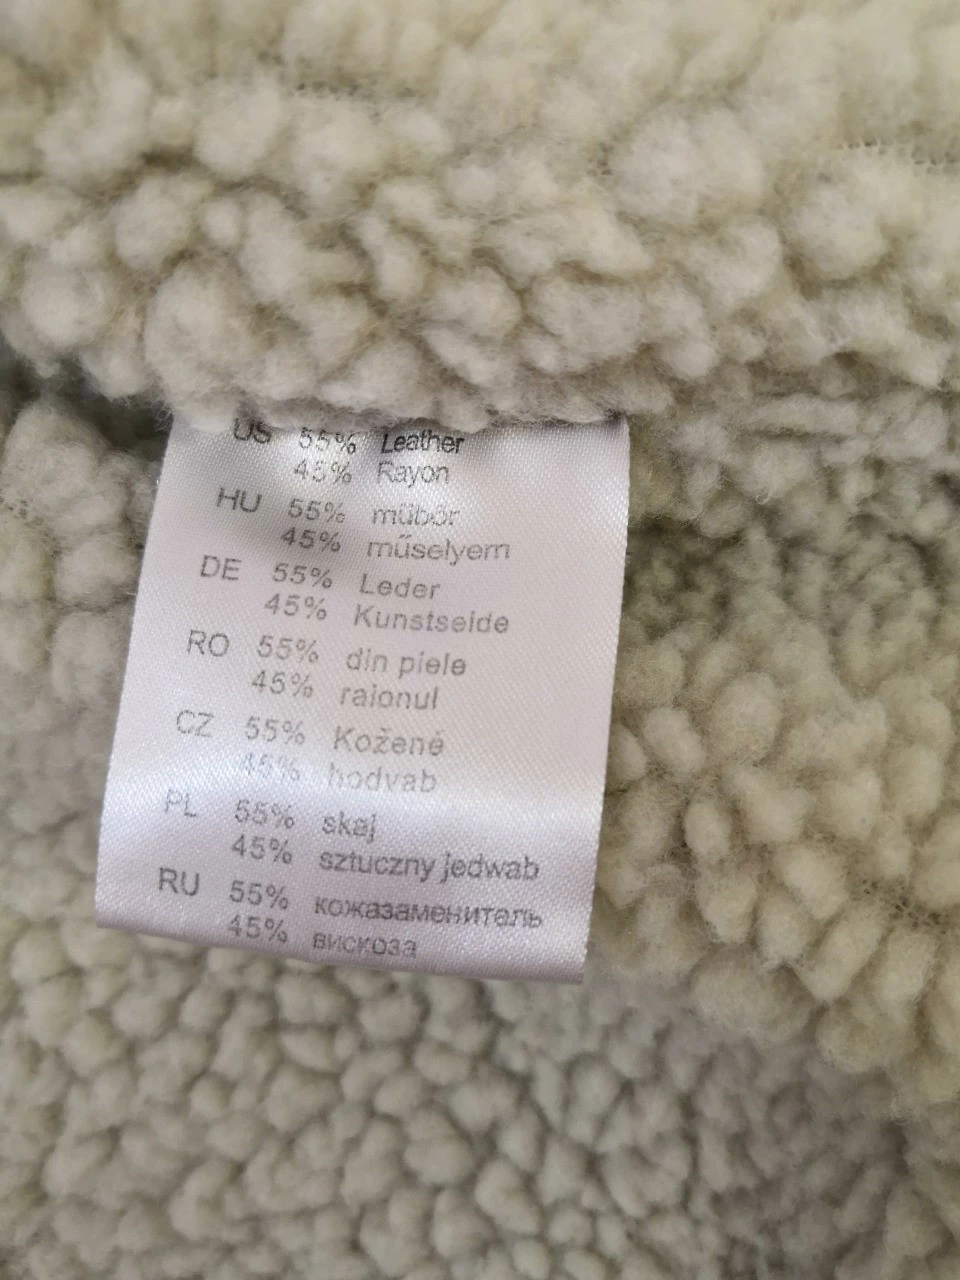 US 55% Leather
45% Rayon
HU 55% műbőr
45% műselyem
DE 55% Leder
45% Kunstseide
RO 55% din piele
45% raionul
CZ 55% Kožené
45% hodvab
PL 55% skaj
45% sztuczny jedwab
RU 55% кожазаменитель
45% вискоза